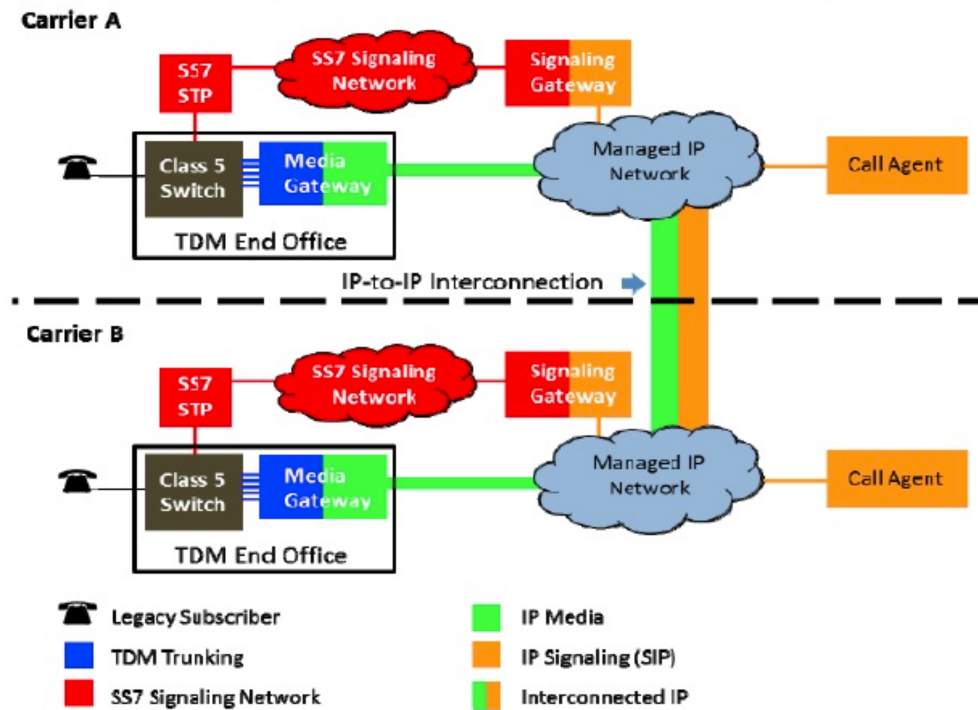 Carrier A
SS7
STP
SS7 Signaling
Network
Signaling
Gateway
Class 5
Switch
Media
Gateway
Managed IP
Network
Call Agent
TDM End Office
IP-to-IP Interconnection
Carrier B
SS7
STP
SS7 Signaling
Network
Signaling
Gateway
Class 5
Switch
Media
Gateway
Managed IP
Network
Call Agent
TDM End Office
Legacy Subscriber
IP Media
TDM Trunking
IP Signaling (SIP)
SS7 Signaling Network
Interconnected IP